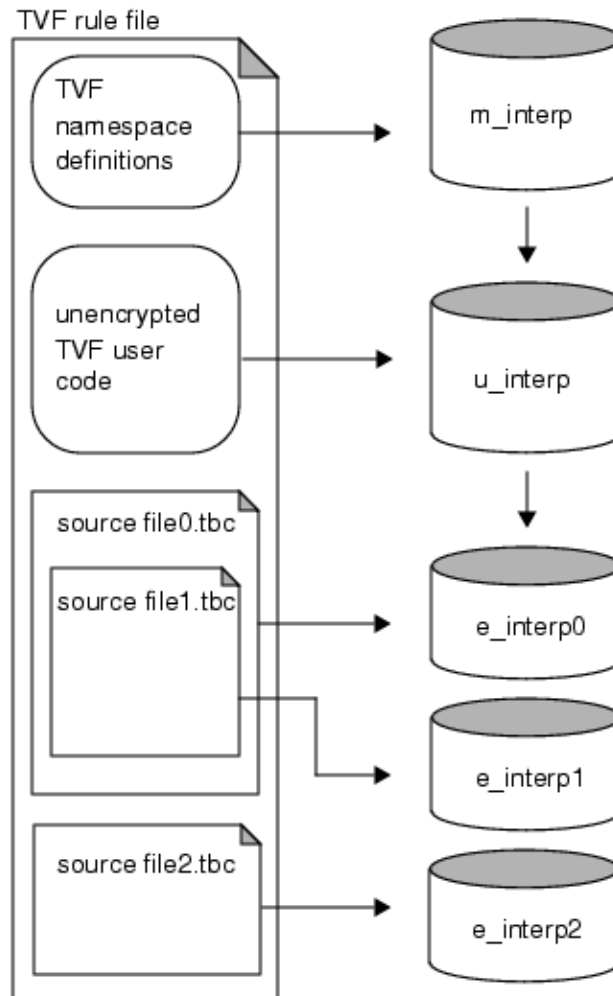 TVF rule file
TVF
namespace
definitions
m_interp
unencrypted
TVF user
code
u_interp
source file0.tbc
source file1.tbc
e_interp0
e_interp1
source file2.tbc
e_interp2